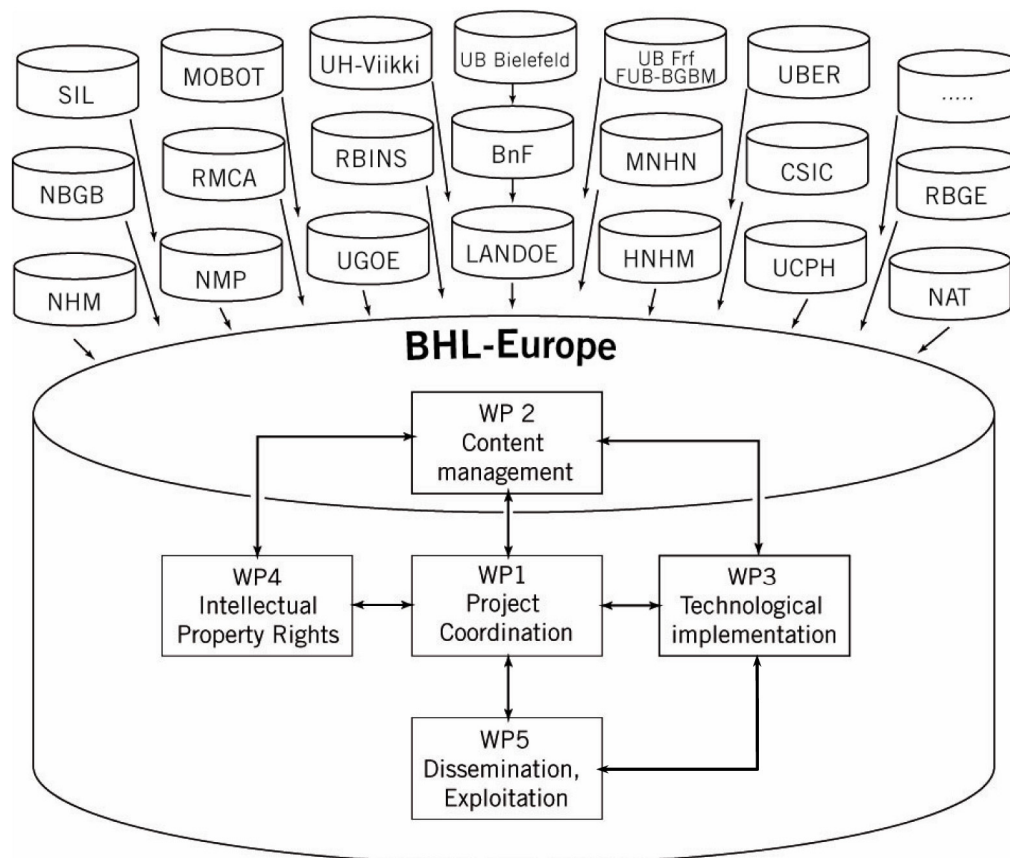 SIL
MOBOT
UH-Viikki
UB Bielefeld
UB Frf
FUB-BGBM
UBER
.....
NBGB
RMCA
RBINS
BnF
MNHN
CSIC
RBGE
NHM
NMP
UGOE
LANDOE
HNHM
UCPH
NAT
BHL-Europe
WP 2
Content
management
WP4
Intellectual
Property Rights
WP1
Project
Coordination
WP3
Technological
implementation
WP5
Dissemination,
Exploitation